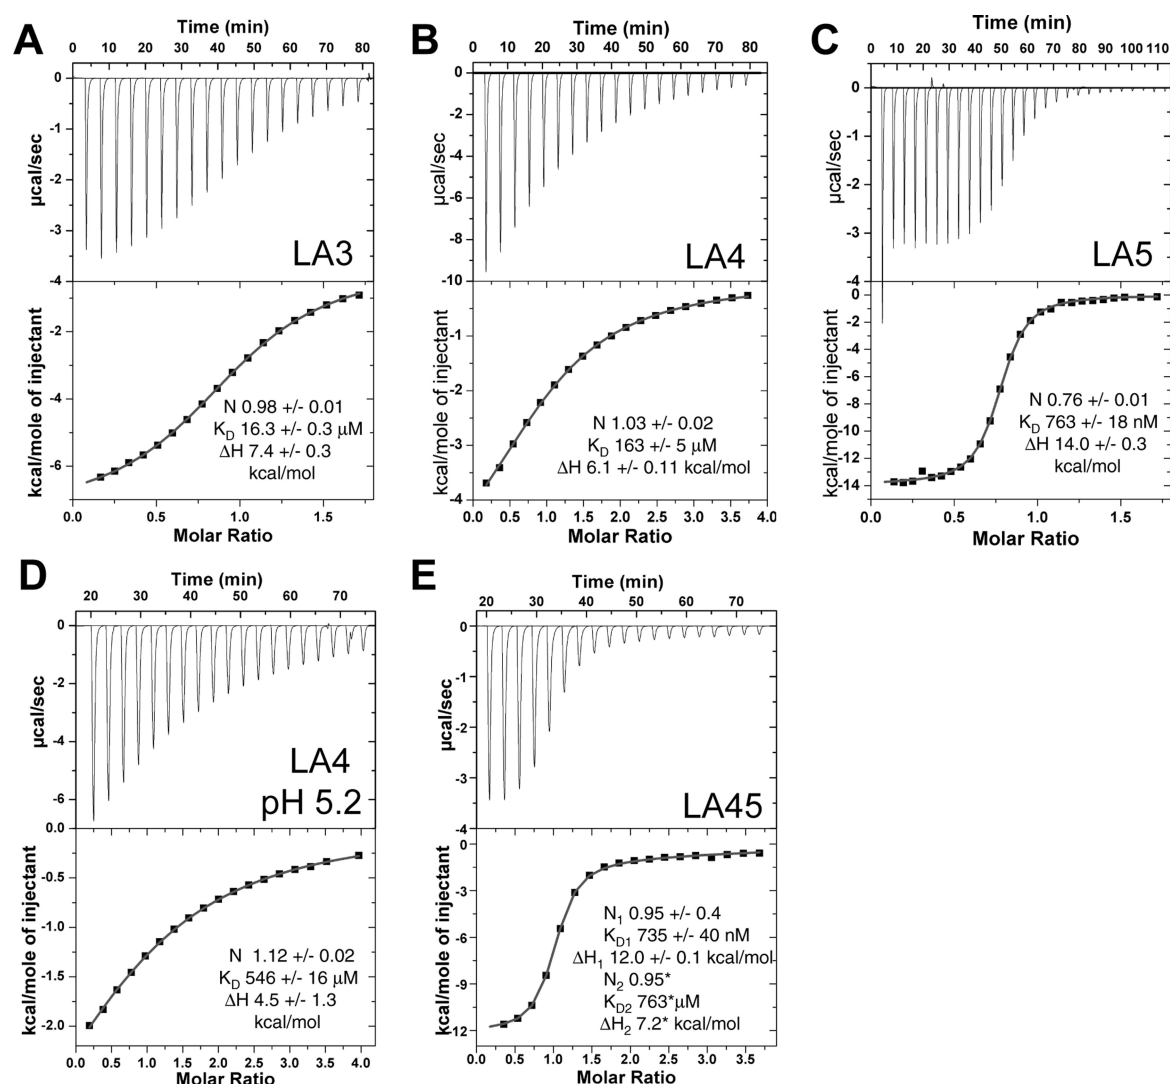 A
Time (min)
0 10 20 30 40 50 60 70 80
0
-1
-2
-3
-4
µcal/sec
LA3
-2
-4
-6
kcal/mole of injectant
N 0.98 +/- 0.01
KD 16.3 +/- 0.3 µM
ΔH 7.4 +/- 0.3
kcal/mol
0.0 0.5 1.0 1.5
Molar Ratio
B
Time (min)
0 10 20 30 40 50 60 70 80
0
-2
-4
-6
-8
-10
µcal/sec
LA4
-1
-2
-3
-4
kcal/mole of injectant
N 1.03 +/- 0.02
KD 163 +/- 5 µM
ΔH 6.1 +/- 0.11 kcal/mol
0.0 0.5 1.0 1.5 2.0 2.5 3.0 3.5 4.0
Molar Ratio
C
Time (min)
0 10 20 30 40 50 60 70 80 90 100 110
0
-1
-2
-3
-4
µcal/sec
LA5
0
-2
-4
-6
-8
-10
-12
-14
kcal/mole of injectant
N 0.76 +/- 0.01
KD 763 +/- 18 nM
ΔH 14.0 +/- 0.3
kcal/mol
0.0 0.5 1.0 1.5
Molar Ratio
D
Time (min)
20 30 40 50 60 70
0
-2
-4
-6
µcal/sec
LA4
pH 5.2
0.0
-0.5
-1.0
-1.5
-2.0
kcal/mole of injectant
N 1.12 +/- 0.02
KD 546 +/- 16 µM
ΔH 4.5 +/- 1.3
kcal/mol
0.0 0.5 1.0 1.5 2.0 2.5 3.0 3.5 4.0
Molar Ratio
E
Time (min)
20 30 40 50 60 70
0
-1
-2
-3
-4
µcal/sec
LA45
0
-3
-6
-9
-12
kcal/mole of injectant
N1 0.95 +/- 0.4
KD1 735 +/- 40 nM
ΔH1 12.0 +/- 0.1 kcal/mol
N2 0.95*
KD2 763*µM
ΔH2 7.2* kcal/mol
0.0 0.5 1.0 1.5 2.0 2.5 3.0 3.5
Molar Ratio